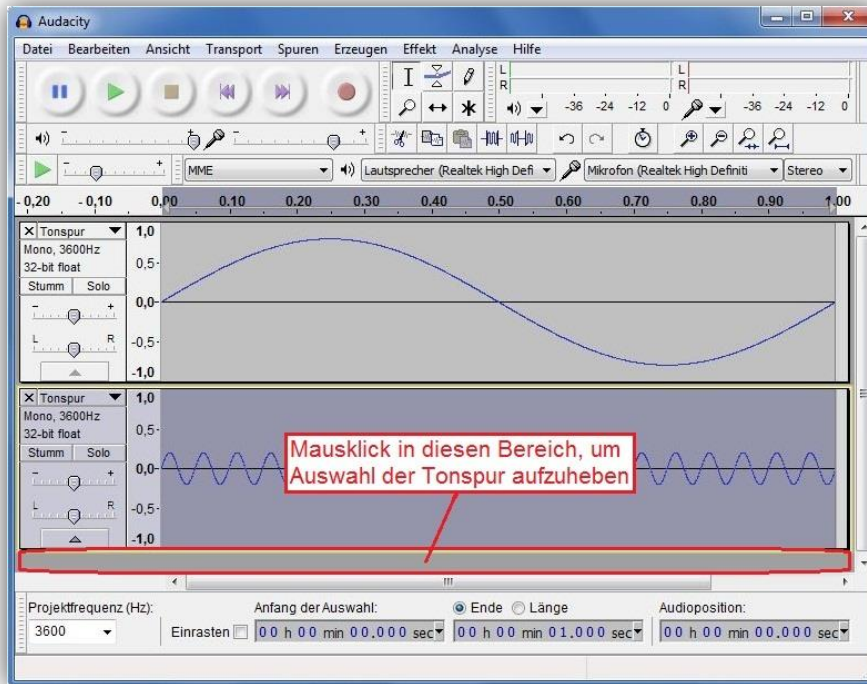 Audacity
Datei Bearbeiten Ansicht Transport Spuren Erzeugen Effekt Analyse Hilfe
L
R
-36 -24 -12 0
L
R
-36 -24 -12 0
- + - +
- + MME Lautsprecher (Realtek High Defi Mikrofon (Realtek High Definiti Stereo
- 0,20 - 0,10 0,00 0,10 0,20 0,30 0,40 0,50 0,60 0,70 0,80 0,90 1,00
X Tonspur
Mono, 3600Hz
32-bit float
Stumm Solo
- +
L R
1,0
0,5-
0,0-
-0,5-
-1,0
X Tonspur
Mono, 3600Hz
32-bit float
Stumm Solo
- +
L R
1,0
0,5-
0,0-
-0,5-
-1,0
Mausklick in diesen Bereich, um
Auswahl der Tonspur aufzuheben
Projektfrequenz (Hz): Anfang der Auswahl: Ende Länge Audioposition:
3600 Einrasten 00 h 00 min 00.000 sec 00 h 00 min 01.000 sec 00 h 00 min 00.000 sec